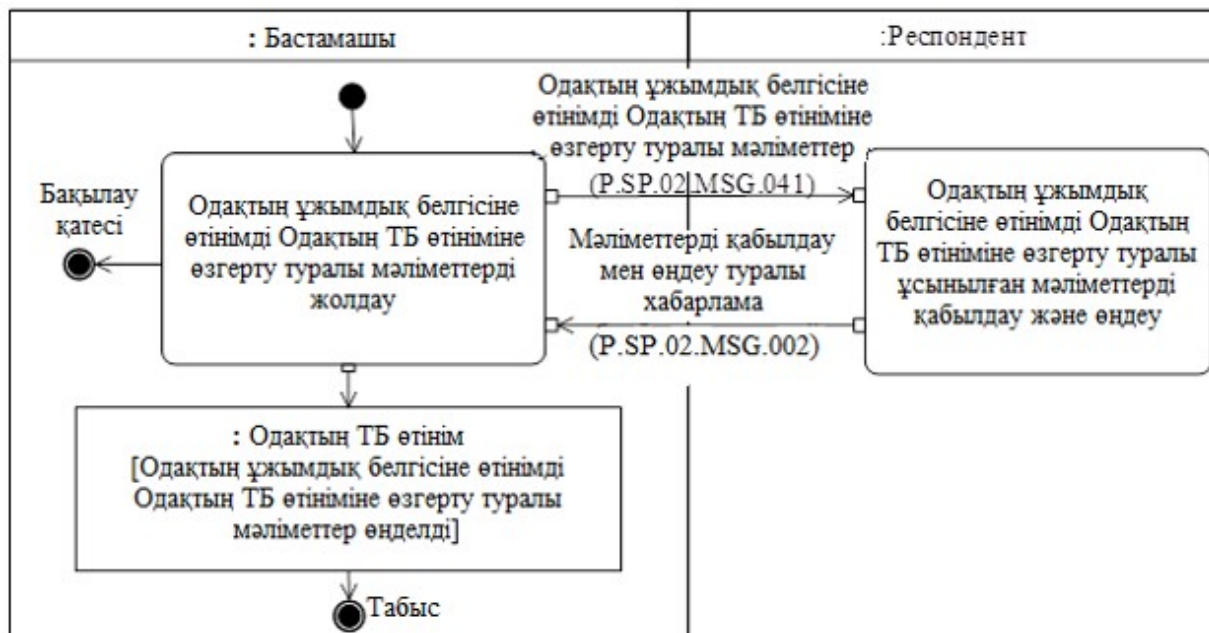 : Бастамашы
:Респондент
Одақтың ұжымдық белгісіне
өтінімді Одақтың ТБ өтініміне
өзгерту туралы мәліметтер
(P.SP.02.MSG.041)
Бақылау
қатесі
Одақтың ұжымдық белгісіне
өтінімді Одақтың ТБ өтініміне
өзгерту туралы мәліметтерді
жолдау
Мәліметтерді қабылдау
мен өңдеу туралы
хабарлама
(P.SP.02.MSG.002)
Одақтың ұжымдық
белгісіне өтінімді Одақтың
ТБ өтініміне өзгерту туралы
ұсынылған мәліметтерді
қабылдау және өңдеу
: Одақтың ТБ өтінім
[Одақтың ұжымдық белгісіне өтінімді
Одақтың ТБ өтініміне өзгерту туралы
мәліметтер өңделді]
Табыс